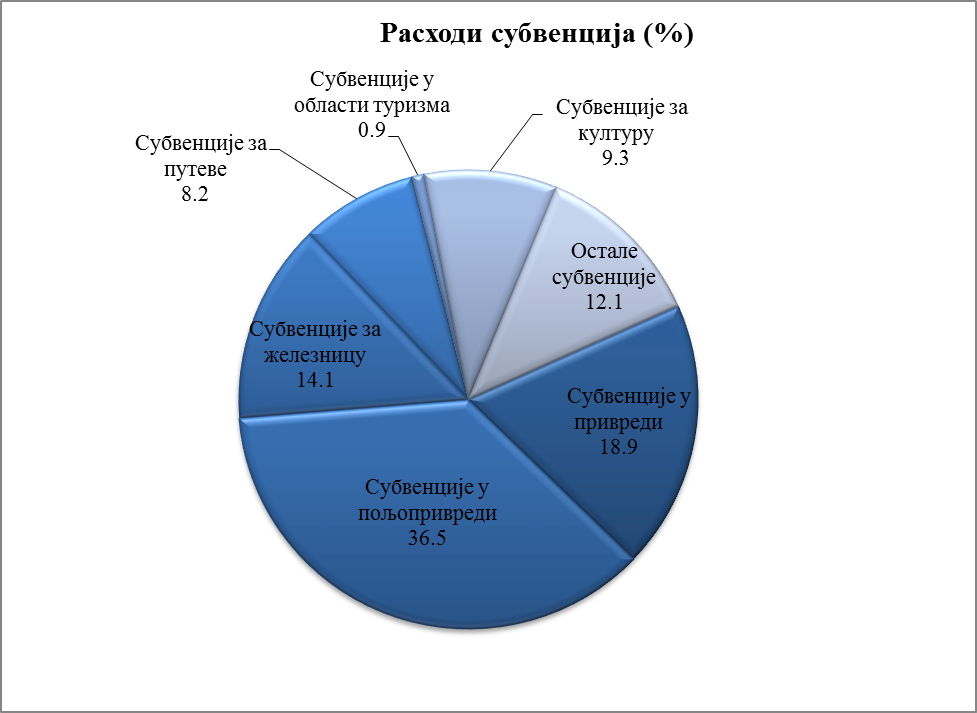 Расходи субвенција (%)
Субвенције у
области туризма
0.9
Субвенције за
културу
9.3
Субвенције за
путеве
8.2
Остале
субвенције
12.1
Субвенције за
железницу
14.1
Субвенције у
привреди
18.9
Субвенције у
пољопривреди
36.5